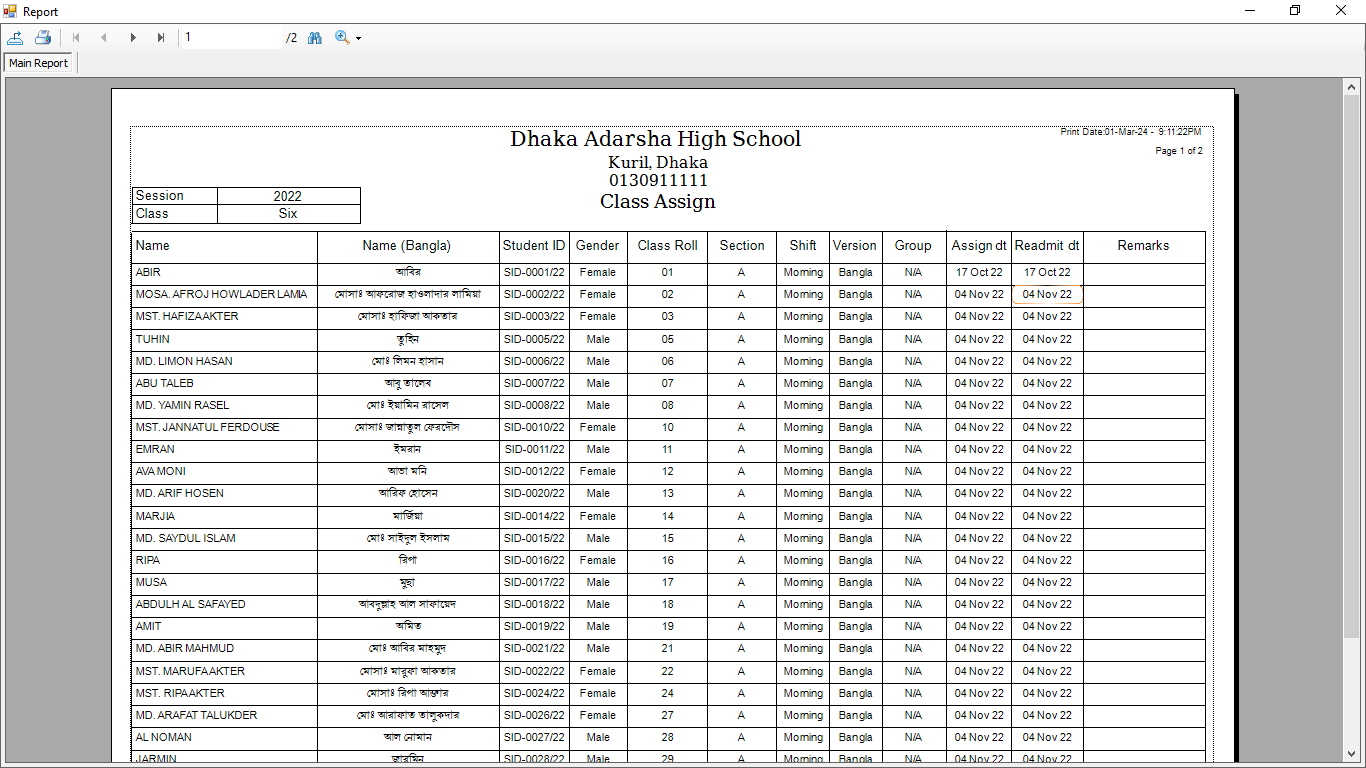 Report
1 /2
Main Report
Print Date:01-Mar-24 - 9:11:22PM
Page 1 of 2
Dhaka Adarsha High School
Kuril, Dhaka
0130911111
Class Assign
Session 2022
Class Six
Name Name (Bangla) Student ID Gender Class Roll Section Shift Version Group Assign dt Readmit dt Remarks
ABIR আবির SID-0001/22 Female 01 A Morning Bangla N/A 17 Oct 22 17 Oct 22
MOSA. AFROJ HOWLADER LAMIA মোসাঃ আফরোজ হাওলাদার লামিয়া SID-0002/22 Female 02 A Morning Bangla N/A 04 Nov 22 04 Nov 22
MST. HAFIZA AKTER মোসাঃ হাফিজা আকতার SID-0003/22 Female 03 A Morning Bangla N/A 04 Nov 22 04 Nov 22
TUHIN তুহিন SID-0005/22 Male 05 A Morning Bangla N/A 04 Nov 22 04 Nov 22
MD. LIMON HASAN মোঃ লিমন হাসান SID-0006/22 Male 06 A Morning Bangla N/A 04 Nov 22 04 Nov 22
ABU TALEB আবু তালেব SID-0007/22 Male 07 A Morning Bangla N/A 04 Nov 22 04 Nov 22
MD. YAMIN RASEL মোঃ ইয়ামিন রাসেল SID-0008/22 Male 08 A Morning Bangla N/A 04 Nov 22 04 Nov 22
MST. JANNATUL FERDOUSE মোসাঃ জান্নাতুল ফেরদৌস SID-0010/22 Female 10 A Morning Bangla N/A 04 Nov 22 04 Nov 22
EMRAN ইমরান SID-0011/22 Male 11 A Morning Bangla N/A 04 Nov 22 04 Nov 22
AVA MONI আভা মনি SID-0012/22 Female 12 A Morning Bangla N/A 04 Nov 22 04 Nov 22
MD. ARIF HOSEN আরিফ হোসেন SID-0020/22 Male 13 A Morning Bangla N/A 04 Nov 22 04 Nov 22
MARJIA মার্জিয়া SID-0014/22 Female 14 A Morning Bangla N/A 04 Nov 22 04 Nov 22
MD. SAYDUL ISLAM মোঃ সাইদুল ইসলাম SID-0015/22 Male 15 A Morning Bangla N/A 04 Nov 22 04 Nov 22
RIPA রিপা SID-0016/22 Female 16 A Morning Bangla N/A 04 Nov 22 04 Nov 22
MUSA মুছা SID-0017/22 Male 17 A Morning Bangla N/A 04 Nov 22 04 Nov 22
ABDULH AL SAFAYED আবদুল্লাহ আল সাফায়েদ SID-0018/22 Male 18 A Morning Bangla N/A 04 Nov 22 04 Nov 22
AMIT অমিত SID-0019/22 Male 19 A Morning Bangla N/A 04 Nov 22 04 Nov 22
MD. ABIR MAHMUD মোঃ আবির মাহমুদ SID-0021/22 Male 21 A Morning Bangla N/A 04 Nov 22 04 Nov 22
MST. MARUFA AKTER মোসাঃ মারুফা আকতার SID-0022/22 Female 22 A Morning Bangla N/A 04 Nov 22 04 Nov 22
MST. RIPA AKTER মোসাঃ রিপা আক্তার SID-0024/22 Female 24 A Morning Bangla N/A 04 Nov 22 04 Nov 22
MD. ARAFAT TALUKDER মোঃ আরাফাত তালুকদার SID-0026/22 Female 27 A Morning Bangla N/A 04 Nov 22 04 Nov 22
AL NOMAN আল নোমান SID-0027/22 Male 28 A Morning Bangla N/A 04 Nov 22 04 Nov 22
JARMIN জারমিন SID-0028/22 Male 29 A Morning Bangla N/A 04 Nov 22 04 Nov 22